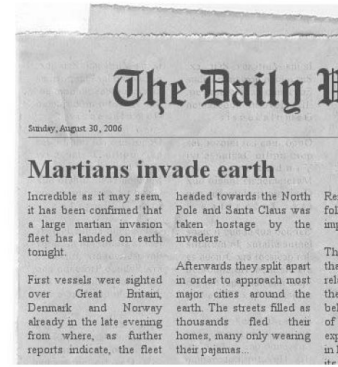 The Daily
Sunday, August 30, 2006
Martians invade earth
Incredible as it may seem,
it has been confirmed that
a large martian invasion
fleet has landed on earth
tonight.
First vessels were sighted
over Great Britain,
Denmark and Norway
already in the late evening
from where, as further
reports indicate, the fleet
headed towards the North
Pole and Santa Claus was
taken hostage by the
invaders.
Afterwards they split apart
in order to approach most
major cities around the
earth. The streets filled as
thousands fled their
homes, many only wearing
their pajamas...